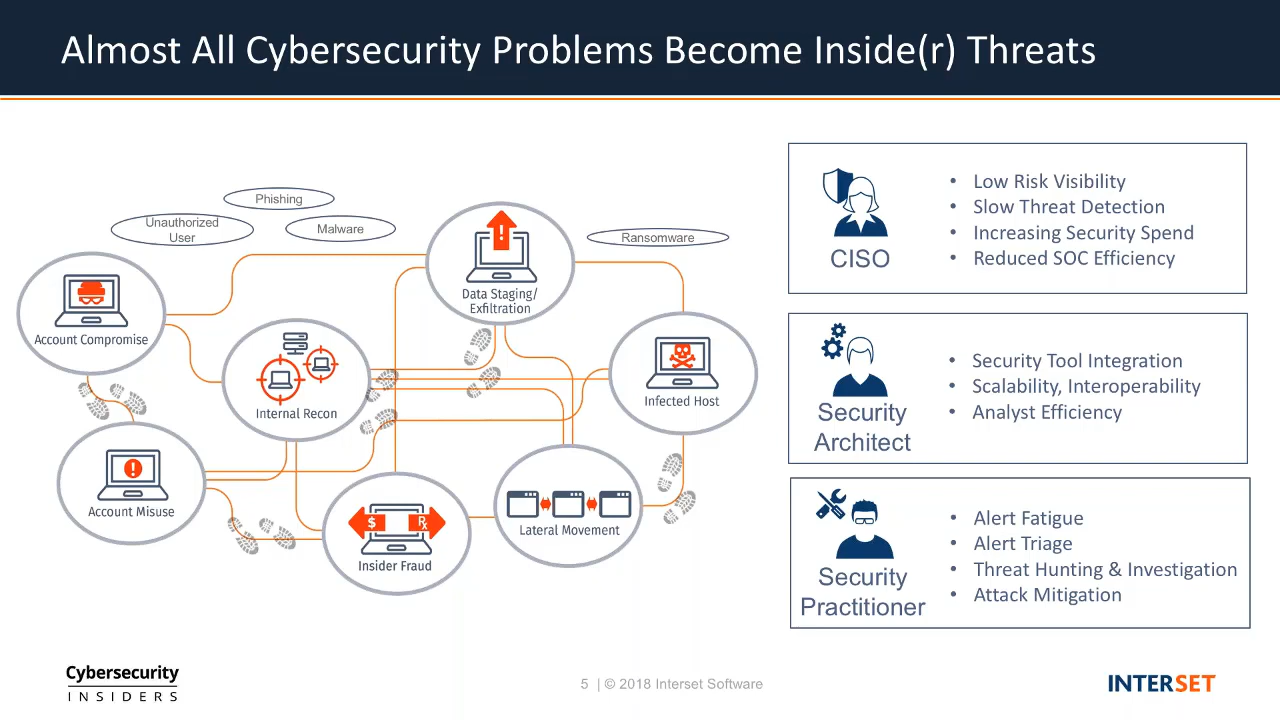 Almost All Cybersecurity Problems Become Inside(r) Threats
Phishing
Unauthorized
User
Malware
Ransomware
!
Data Staging/
Exfiltration
Account Compromise
Internal Recon
Infected Host
!
Account Misuse
$
℞
Insider Fraud
Lateral Movement
CISO
• Low Risk Visibility
• Slow Threat Detection
• Increasing Security Spend
• Reduced SOC Efficiency
Security
Architect
• Security Tool Integration
• Scalability, Interoperability
• Analyst Efficiency
Security
Practitioner
• Alert Fatigue
• Alert Triage
• Threat Hunting & Investigation
• Attack Mitigation
Cybersecurity
INSIDERS
5 | © 2018 Interset Software
INTERSET